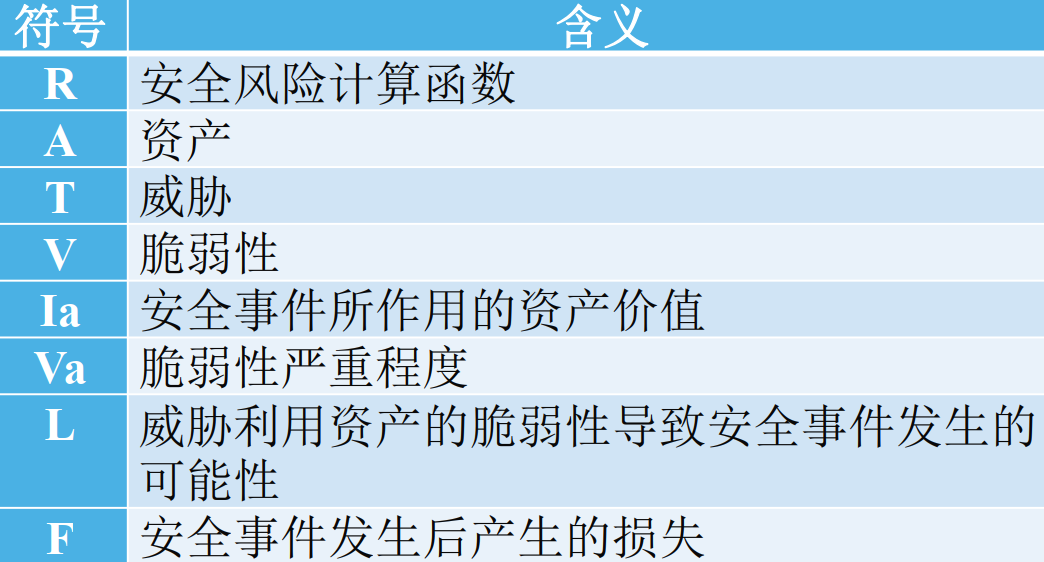 符号 含义
R 安全风险计算函数
A 资产
T 威胁
V 脆弱性
Ia 安全事件所作用的资产价值
Va 脆弱性严重程度
L 威胁利用资产的脆弱性导致安全事件发生的
可能性
F 安全事件发生后产生的损失